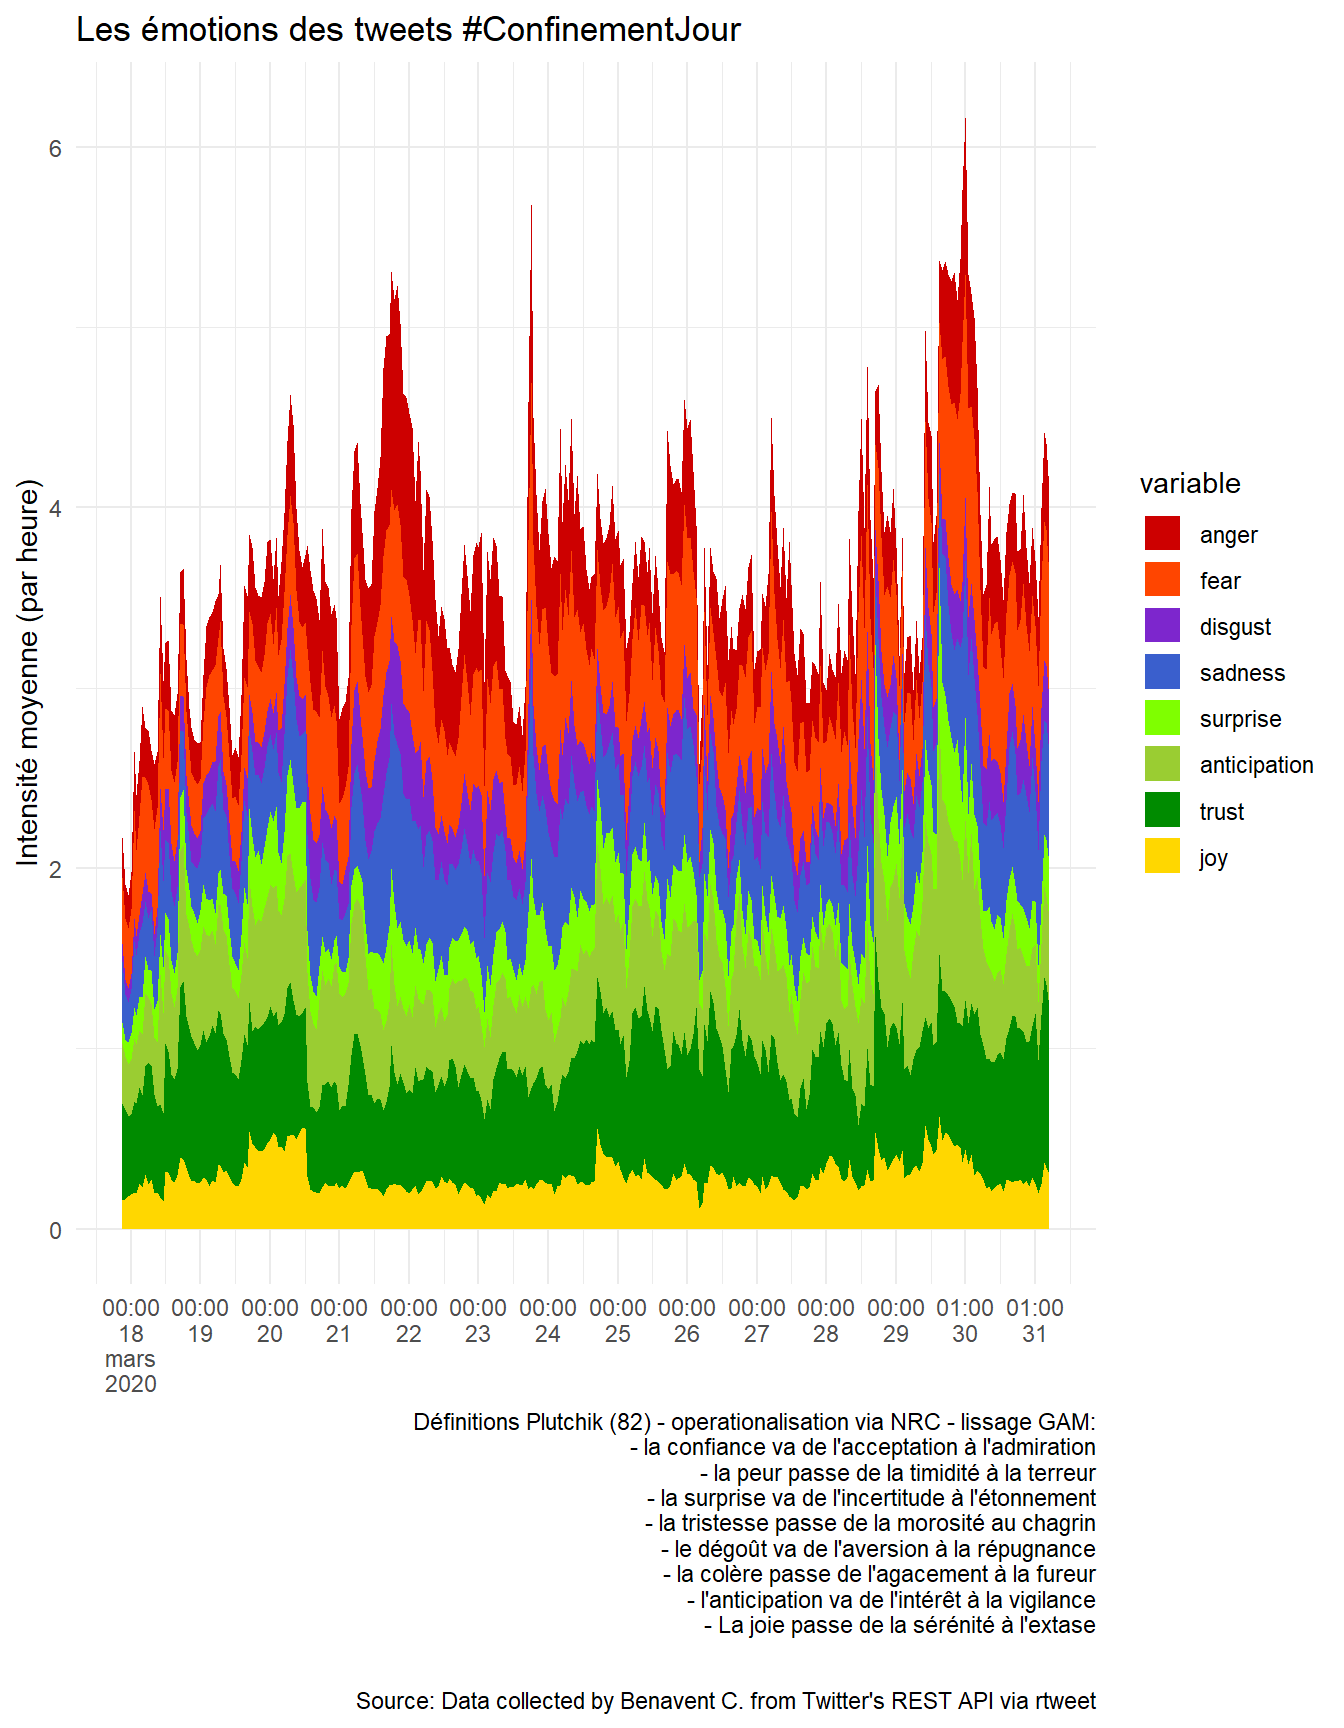 Les émotions des tweets #ConfinementJour
Intensité moyenne (par heure)
6
4
2
0
00:00 00:00 00:00 00:00 00:00 00:00 00:00 00:00 00:00 00:00 00:00 00:00 01:00 01:00
18 19 20 21 22 23 24 25 26 27 28 29 30 31
mars
2020
variable
anger
fear
disgust
sadness
surprise
anticipation
trust
joy
Définitions Plutchik (82) - operationalisation via NRC - lissage GAM:
- la confiance va de l'acceptation à l'admiration
- la peur passe de la timidité à la terreur
- la surprise va de l'incertitude à l'étonnement
- la tristesse passe de la morosité au chagrin
- le dégoût va de l'aversion à la répugnance
- la colère passe de l'agacement à la fureur
- l'anticipation va de l'intérêt à la vigilance
- La joie passe de la sérénité à l'extase
Source: Data collected by Benavent C. from Twitter's REST API via rtweet